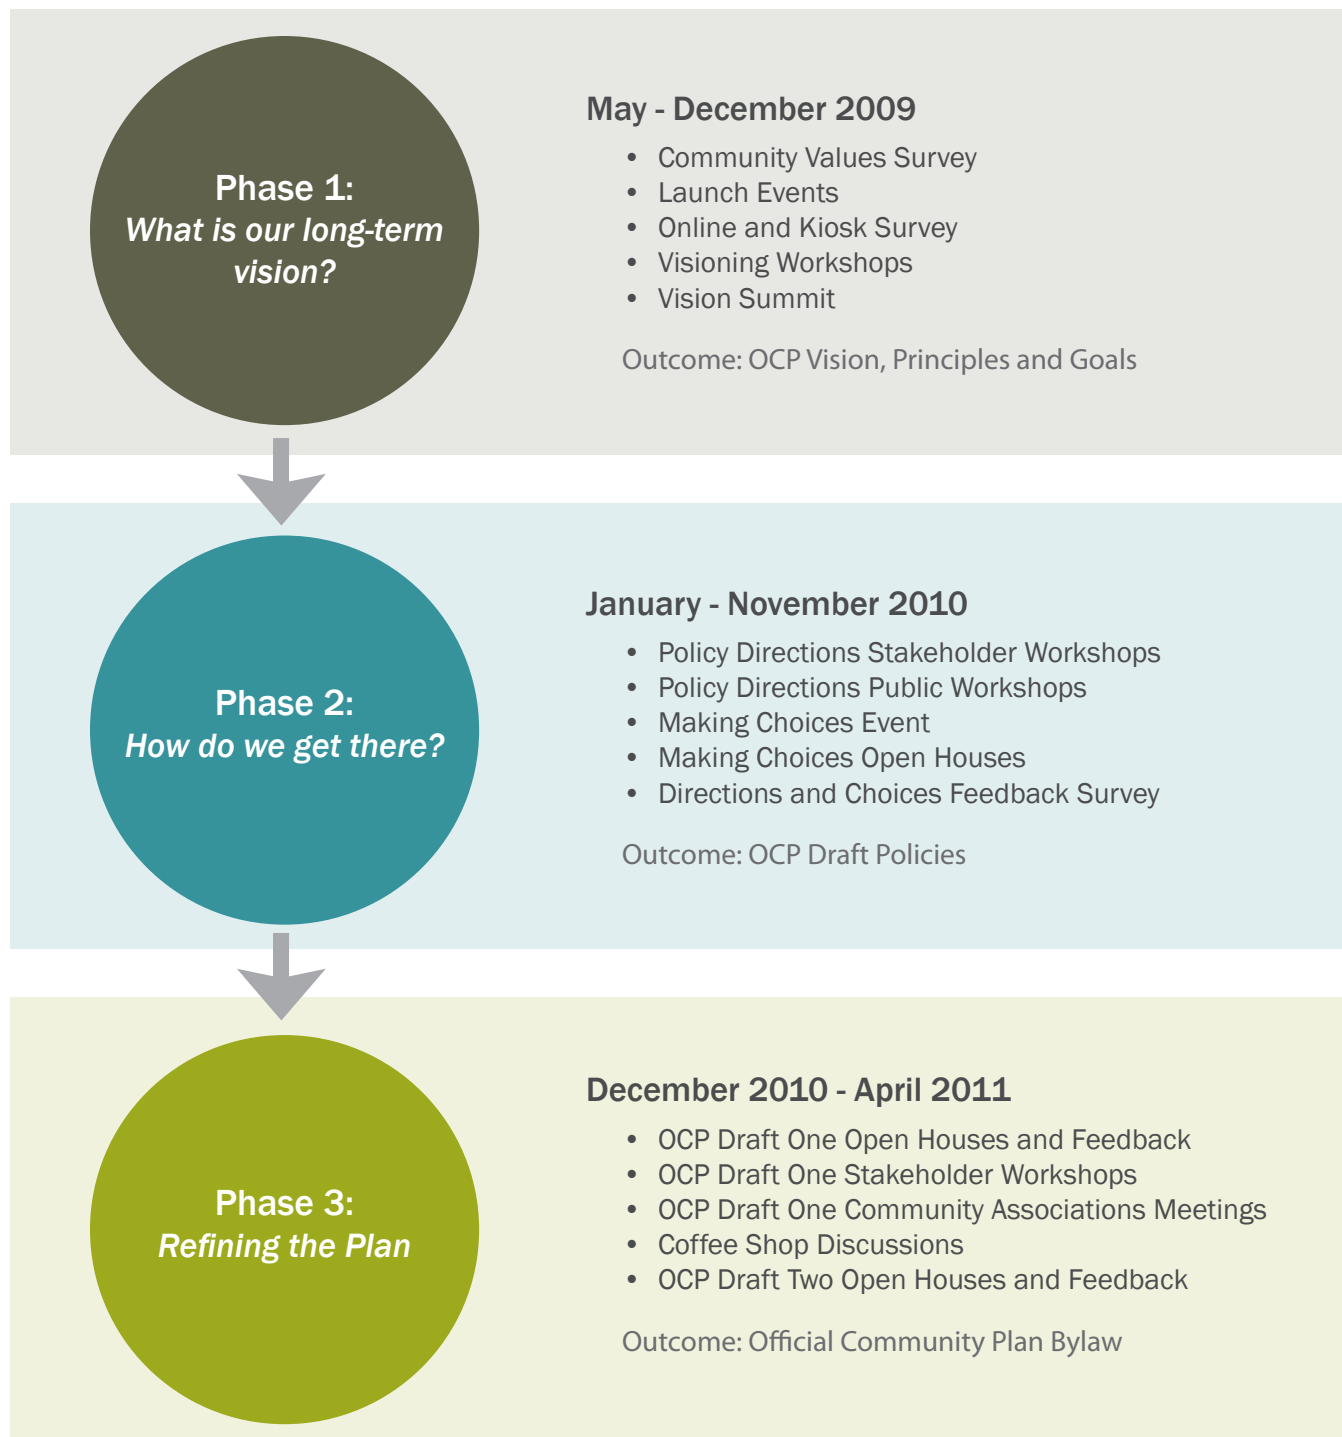 Phase 1:
What is our long-term
vision?
May - December 2009
• Community Values Survey
• Launch Events
• Online and Kiosk Survey
• Visioning Workshops
• Vision Summit
Outcome: OCP Vision, Principles and Goals
Phase 2:
How do we get there?
January - November 2010
• Policy Directions Stakeholder Workshops
• Policy Directions Public Workshops
• Making Choices Event
• Making Choices Open Houses
• Directions and Choices Feedback Survey
Outcome: OCP Draft Policies
Phase 3:
Refining the Plan
December 2010 - April 2011
• OCP Draft One Open Houses and Feedback
• OCP Draft One Stakeholder Workshops
• OCP Draft One Community Associations Meetings
• Coffee Shop Discussions
• OCP Draft Two Open Houses and Feedback
Outcome: Official Community Plan Bylaw